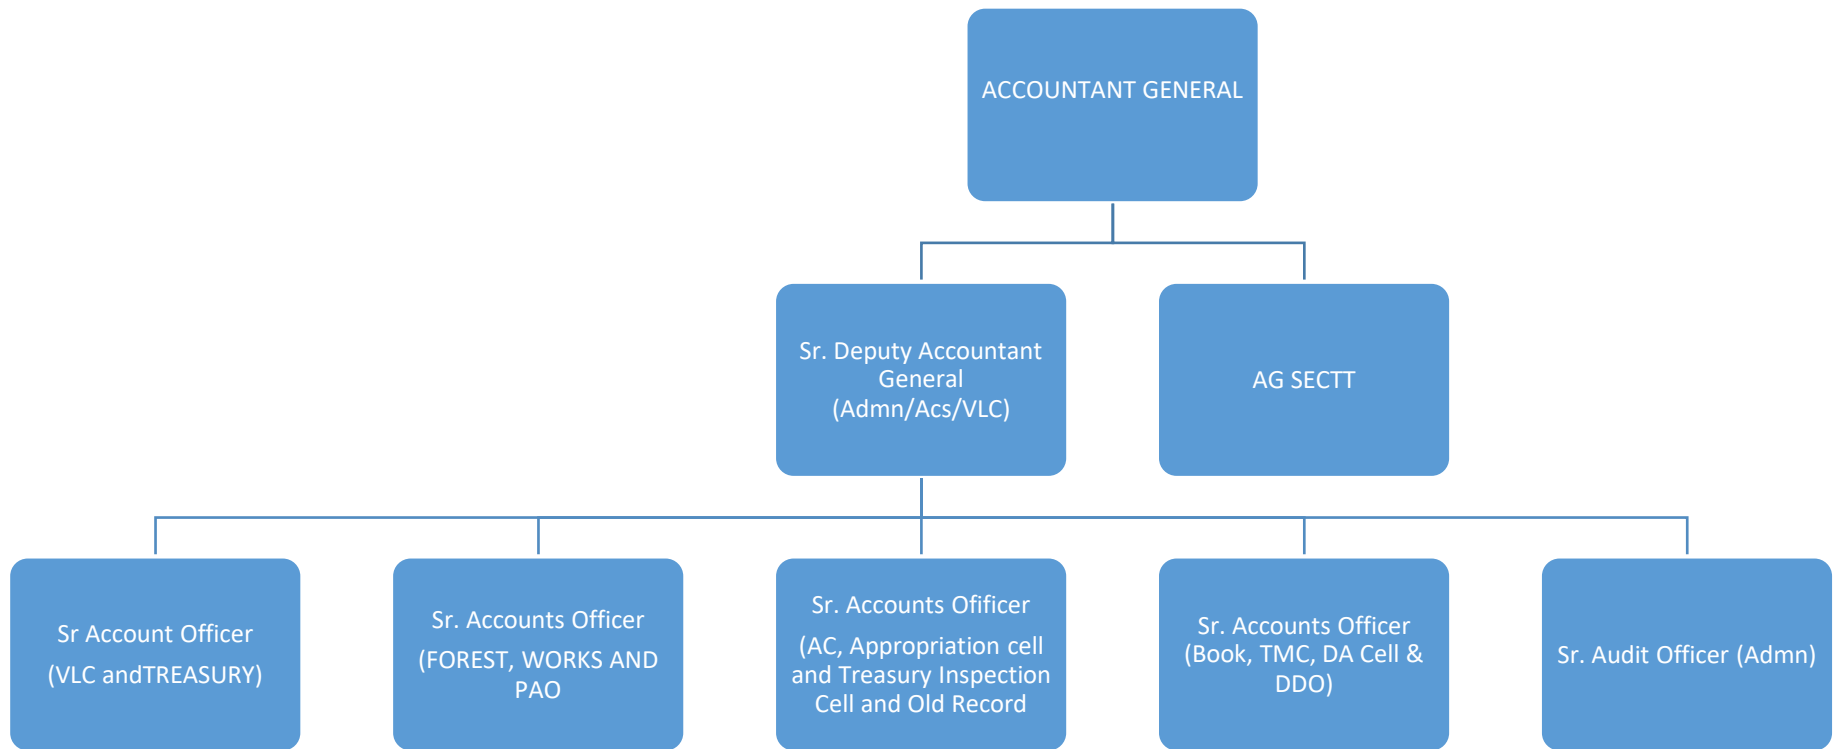 ACCOUNTANT GENERAL
Sr. Deputy Accountant
General
(Admn/Acs/VLC)
AG SECTT
Sr Account Officer
(VLC andTREASURY)
Sr. Accounts Officer
(FOREST, WORKS AND
PAO
Sr. Accounts Ofificer
(AC, Appropriation cell
and Treasury Inspection
Cell and Old Record
Sr. Accounts Officer
(Book, TMC, DA Cell &
DDO)
Sr. Audit Officer (Admn)